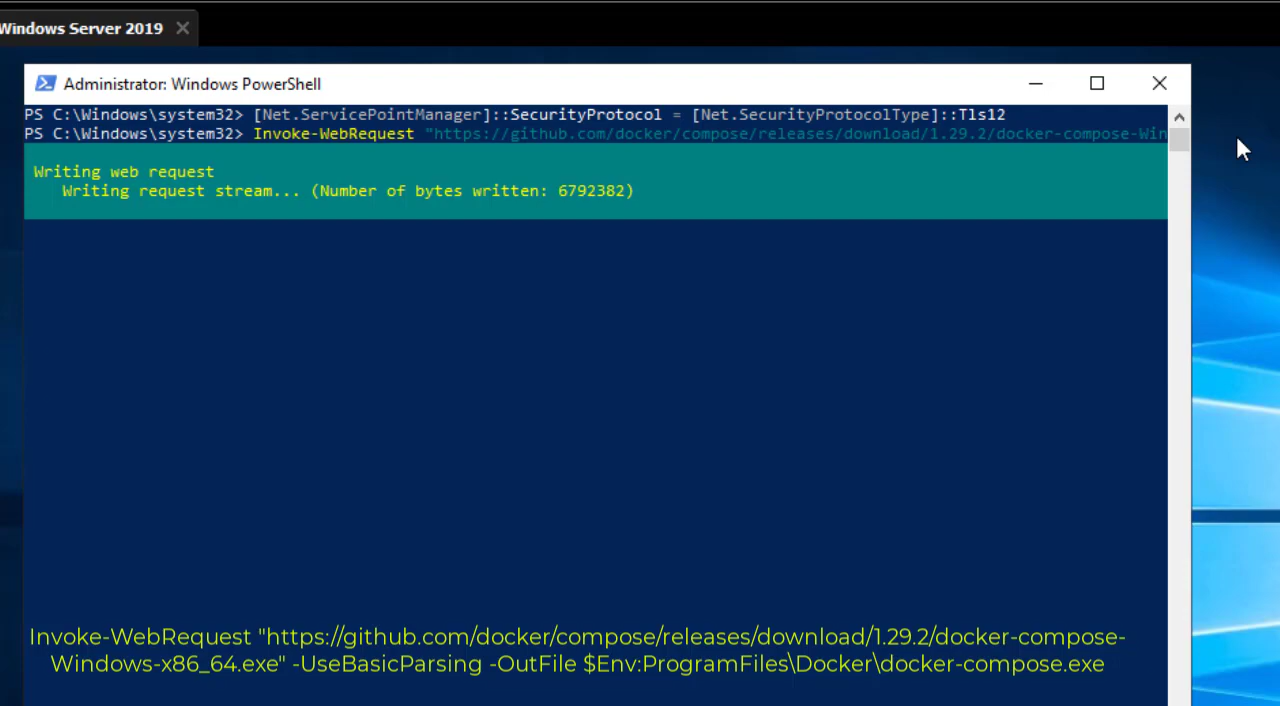 Windows Server 2019
Administrator: Windows PowerShell
PS C:\Windows\system32> [Net.ServicePointManager]::SecurityProtocol = [Net.SecurityProtocolType]::Tls12
PS C:\Windows\system32> Invoke-WebRequest "https://github.com/docker/compose/releases/download/1.29.2/docker-compose-Win
Writing web request
Writing request stream... (Number of bytes written: 6792382)
Invoke-WebRequest "https://github.com/docker/compose/releases/download/1.29.2/docker-compose-
Windows-x86_64.exe" -UseBasicParsing -OutFile $Env:ProgramFiles\Docker\docker-compose.exe